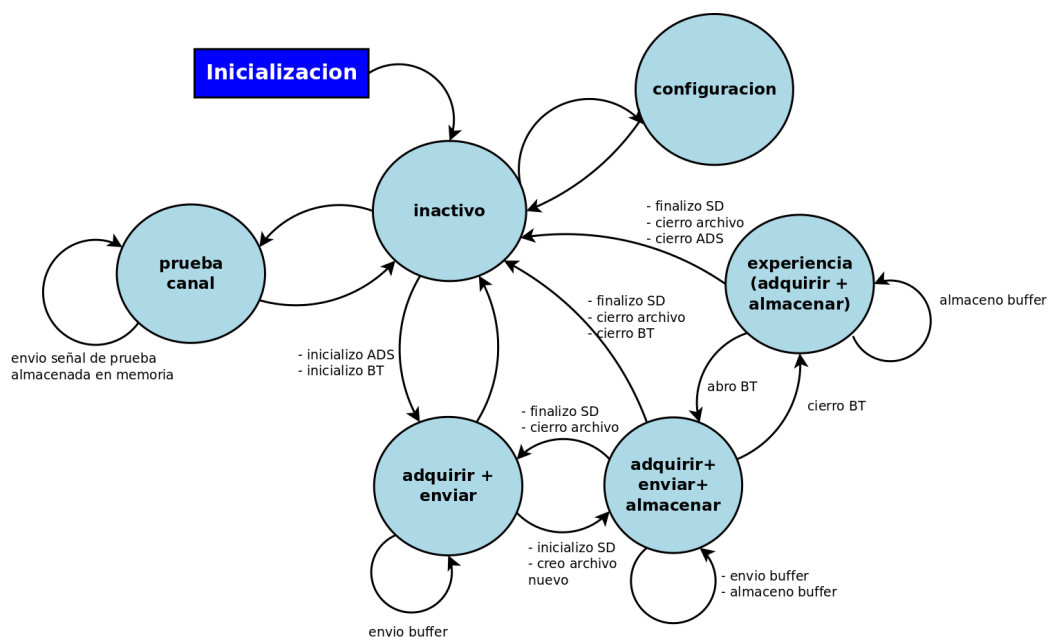 Inicializacion
configuracion
inactivo
- finalizo SD
- cierro archivo
- cierro ADS
prueba
canal
experiencia
(adquirir +
almacenar)
almaceno buffer
- finalizo SD
- cierro archivo
- cierro BT
envio señal de prueba
almacenada en memoria
- inicializo ADS
- inicializo BT
abro BT
cierro BT
- finalizo SD
- cierro archivo
adquirir +
enviar
adquirir+
enviar+
almacenar
- inicializo SD
- creo archivo
nuevo
- envio buffer
- almaceno buffer
envio buffer